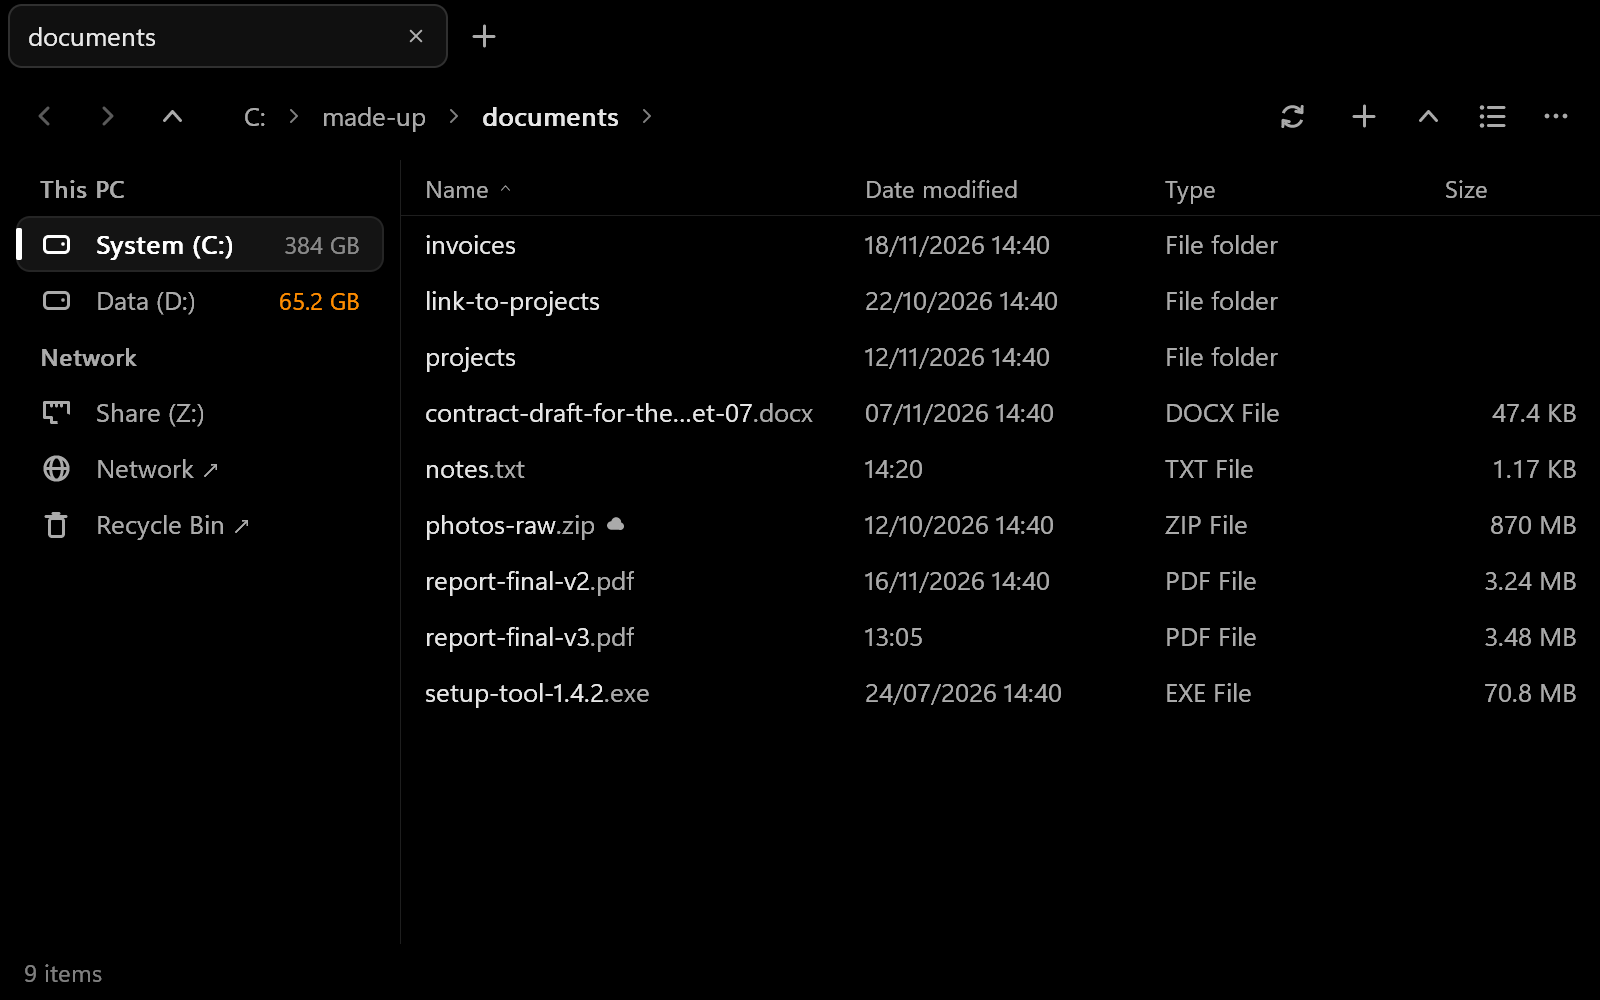 documents
C: made-up documents
This PC
System (C:) 384 GB
Data (D:) 65.2 GB
Network
Share (Z:)
Network ↗
Recycle Bin ↗
Name Date modified Type Size
invoices 18/11/2026 14:40 File folder
link-to-projects 22/10/2026 14:40 File folder
projects 12/11/2026 14:40 File folder
contract-draft-for-the...et-07.docx 07/11/2026 14:40 DOCX File 47.4 KB
notes.txt 14:20 TXT File 1.17 KB
photos-raw.zip 12/10/2026 14:40 ZIP File 870 MB
report-final-v2.pdf 16/11/2026 14:40 PDF File 3.24 MB
report-final-v3.pdf 13:05 PDF File 3.48 MB
setup-tool-1.4.2.exe 24/07/2026 14:40 EXE File 70.8 MB
9 items